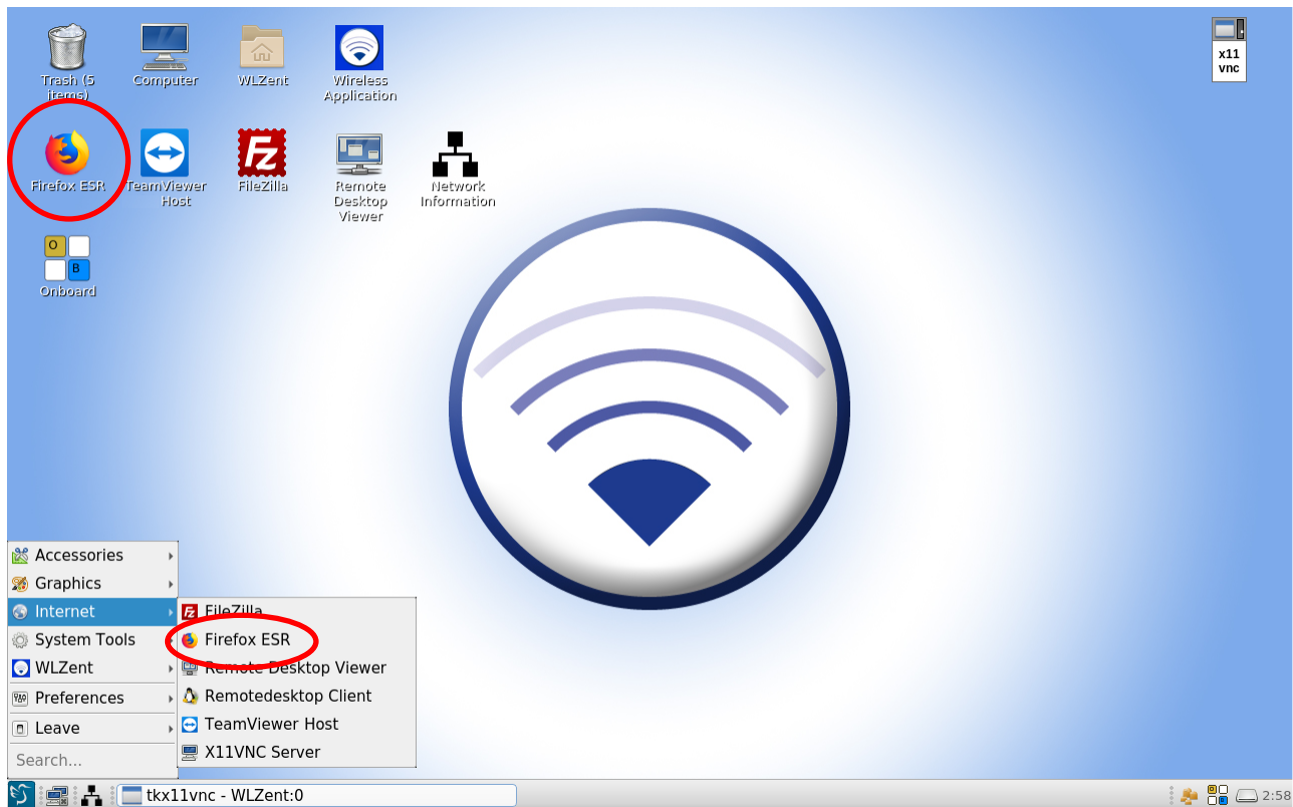 Trash (5
items)
Computer
WLZent
Wireless
Application
x11
vnc
Firefox ESR
TeamViewer
Host
FileZilla
Remote
Desktop
Viewer
Network
Information
O
B
Onboard
Accessories
Graphics
Internet
System Tools
WLZent
Preferences
Leave
Search...
FileZilla
Firefox ESR
Remote Desktop Viewer
Remotedesktop Client
TeamViewer Host
X11VNC Server
tkx11vnc - WLZent:0
2:58